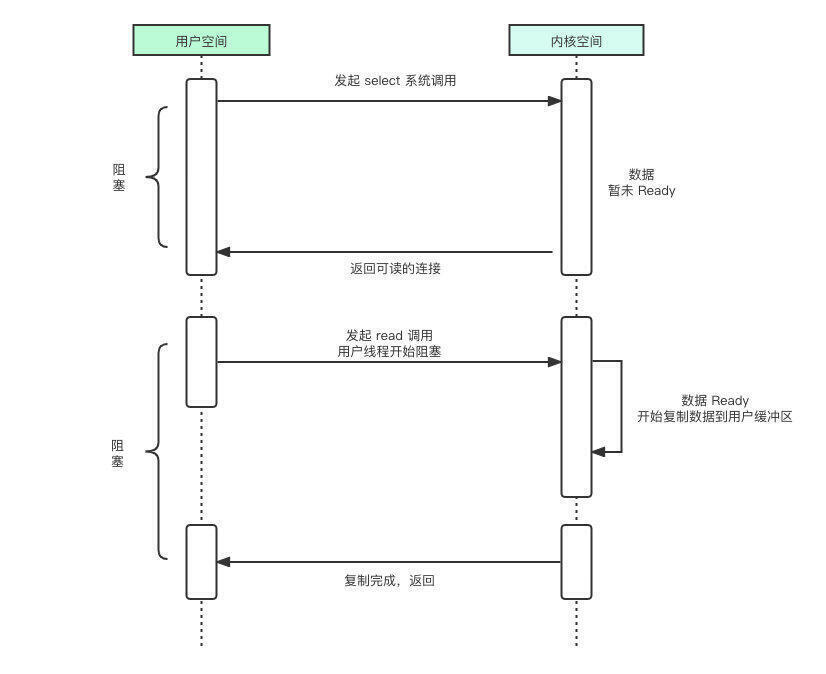 用户空间
内核空间
发起 select 系统调用
阻
塞
数据
暂未 Ready
返回可读的连接
发起 read 调用
用户线程开始阻塞
数据 Ready
开始复制数据到用户缓冲区
阻
塞
复制完成，返回